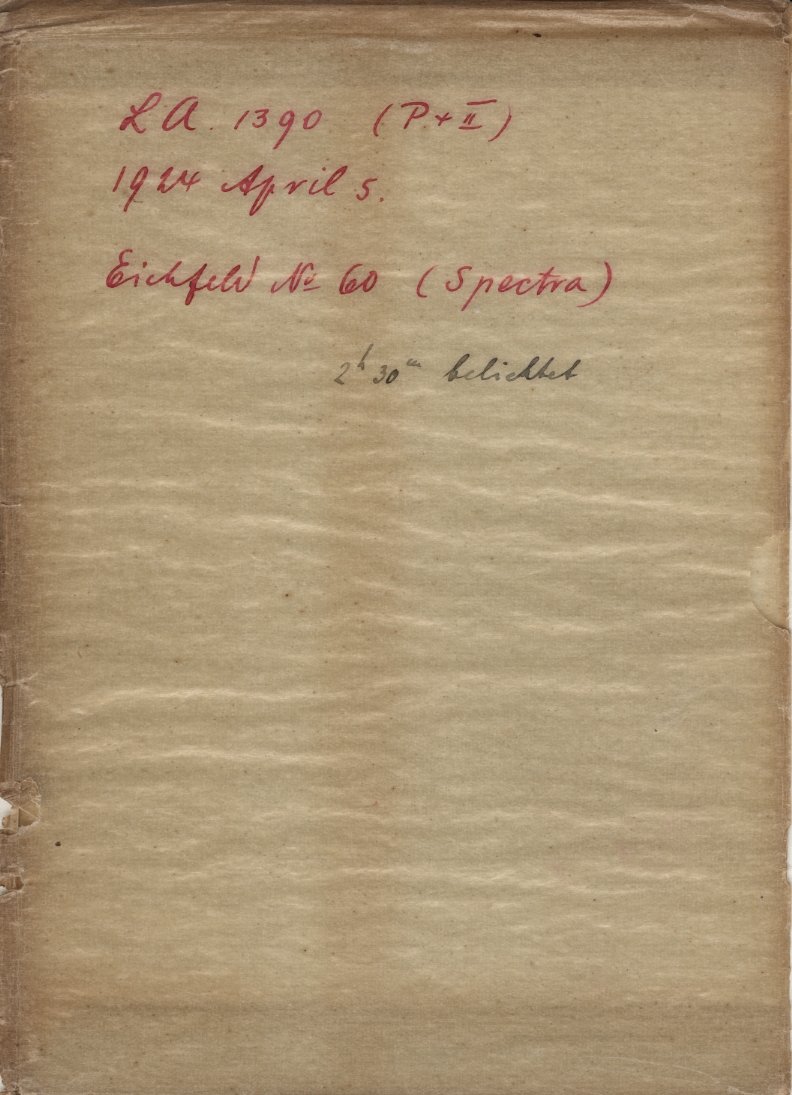 LA. 1390 (P+II)
1924 April 5.
Eichfeld № 60 (Spectra)
2h 30m belichtet